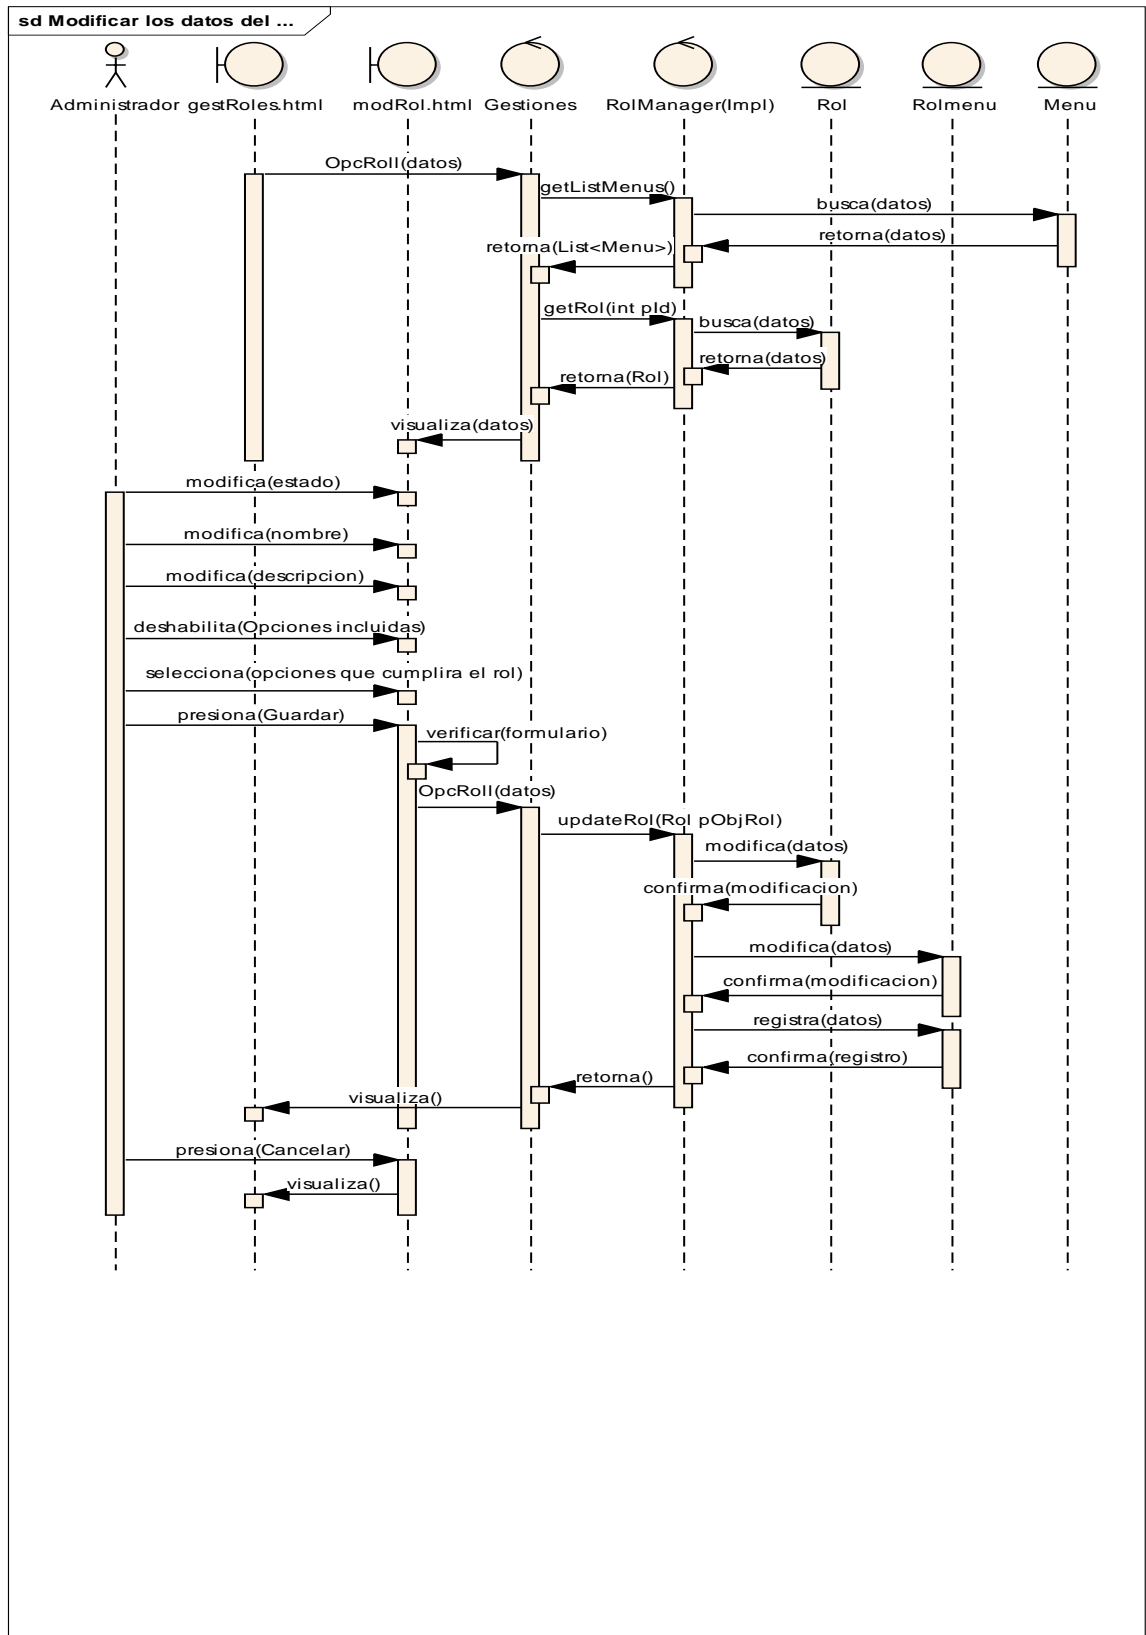 sd Modificar los datos del ...
Administrador gestRoles.html modRol.html Gestiones RolManager(Impl) Rol Rolmenu Menu
OpcRoll(datos)
getListMenus()
busca(datos)
retorna(datos)
retorna(List<Menu>)
getRol(int pId)
busca(datos)
retorna(datos)
retorna(Rol)
visualiza(datos)
modifica(estado)
modifica(nombre)
modifica(descripcion)
deshabilita(Opciones incluidas)
selecciona(opciones que cumplira el rol)
presiona(Guardar)
verificar(formulario)
OpcRoll(datos)
updateRol(Rol pObjRol)
modifica(datos)
confirma(modificacion)
modifica(datos)
confirma(modificacion)
registra(datos)
confirma(registro)
retorna()
visualiza()
presiona(Cancelar)
visualiza()